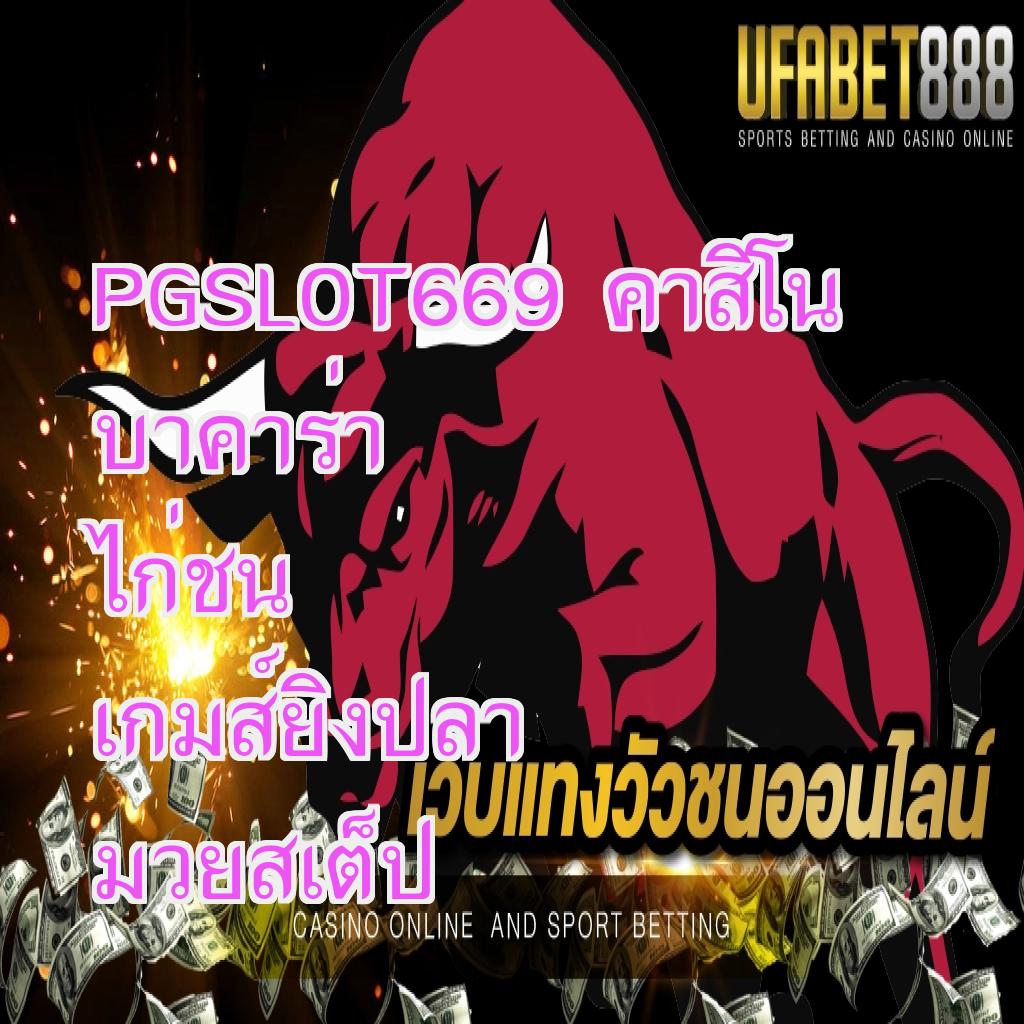 UFABET888
SPORTS BETTING AND CASINO ONLINE
PGSLOT669 คาสิโน
บาคาร่า
ไก่ชน
เกมส์ยิงปลา
มวยสเต็ป
เว็บแทงวัวชนออนไลน์
CASINO ONLINE AND SPORT BETTING